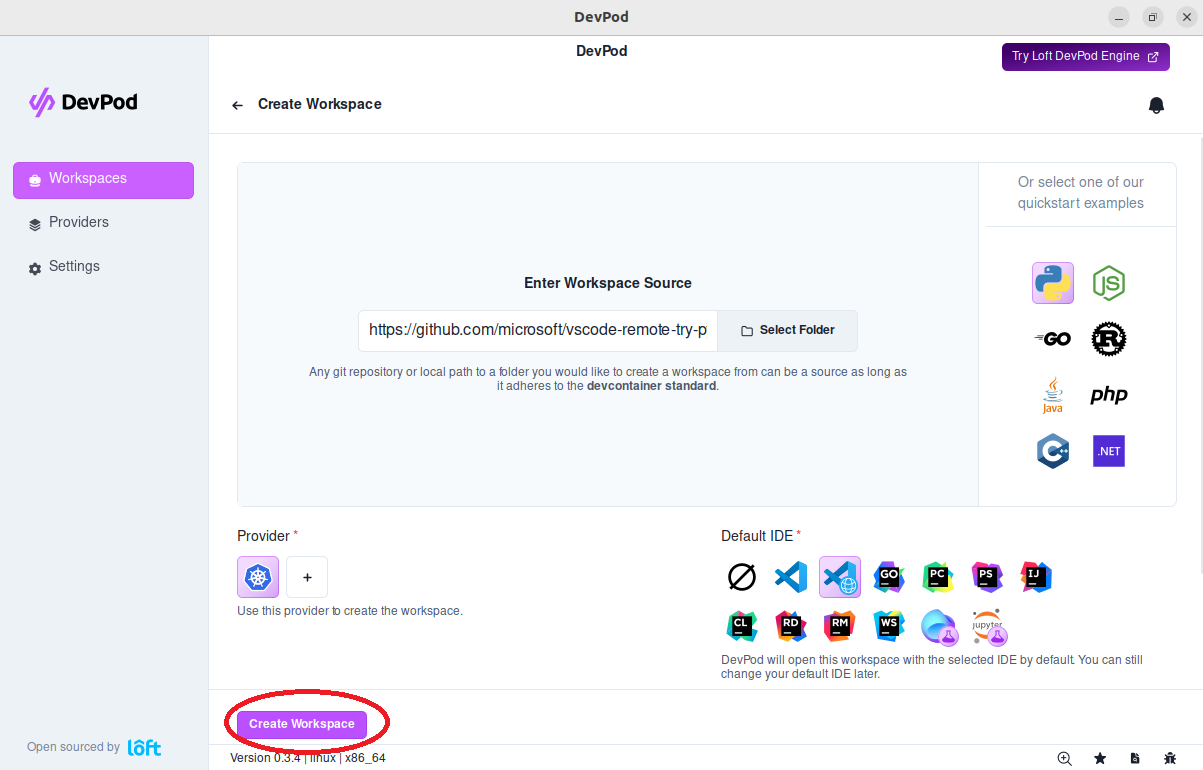 DevPod
DevPod
Try Loft DevPod Engine
DevPod
Create Workspace
Workspaces
Providers
Settings
Or select one of our
quickstart examples
Enter Workspace Source
https://github.com/microsoft/vscode-remote-try-p
Select Folder
Any git repository or local path to a folder you would like to create a workspace from can be a source as long as
it adheres to the devcontainer standard.
JS
GO
R
Java
php
C++
.NET
Provider *
Default IDE *
+
GO
PC
PS
IJ
CL
RD
RM
WS
jupyter
Use this provider to create the workspace.
DevPod will open this workspace with the selected IDE by default. You can still
change your default IDE later.
Create Workspace
Open sourced by loft
Version 0.3.4 | linux | x86_64